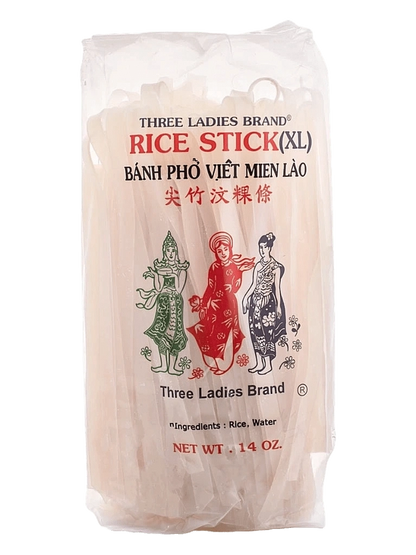 THREE LADIES BRAND®
RICE STICK(XL)
BÁNH PHỞ VIỆT MIEN LÀO
尖竹汶粿條
Three Ladies Brand ®
nIngredients : Rice, Water
NET WT . 14 OZ.